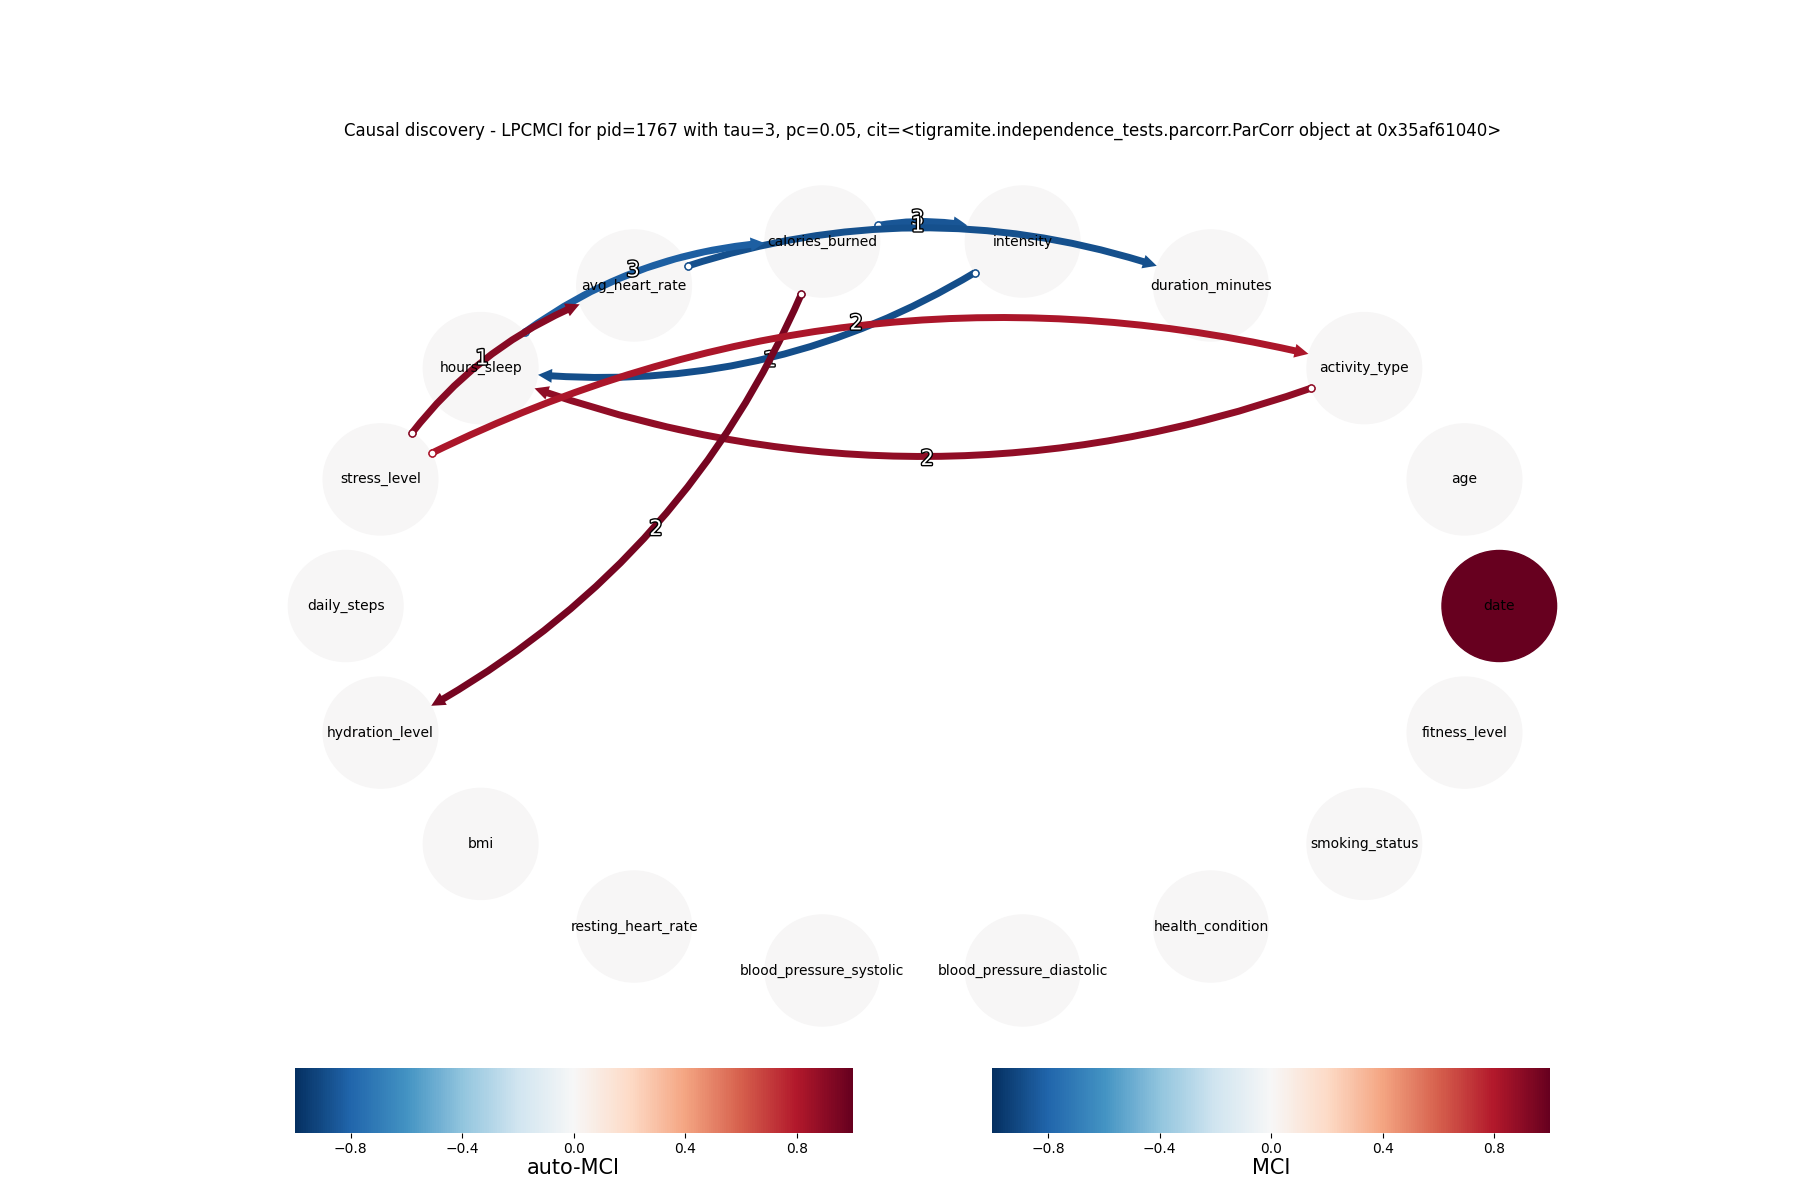 Causal discovery - LPCMCI for pid=1767 with tau=3, pc=0.05, cit=<tigramite.independence_tests.parcorr.ParCorr object at 0x35af61040>
1
calories_burned
intensity
3
avg_heart_rate
duration_minutes
2
1
hours_sleep
activity_type
2
stress_level
age
2
daily_steps
date
hydration_level
fitness_level
bmi
smoking_status
resting_heart_rate
health_condition
blood_pressure_systolic
blood_pressure_diastolic
−0.8
−0.4
0.0
0.4
0.8
auto-MCI
−0.8
−0.4
0.0
0.4
0.8
MCI